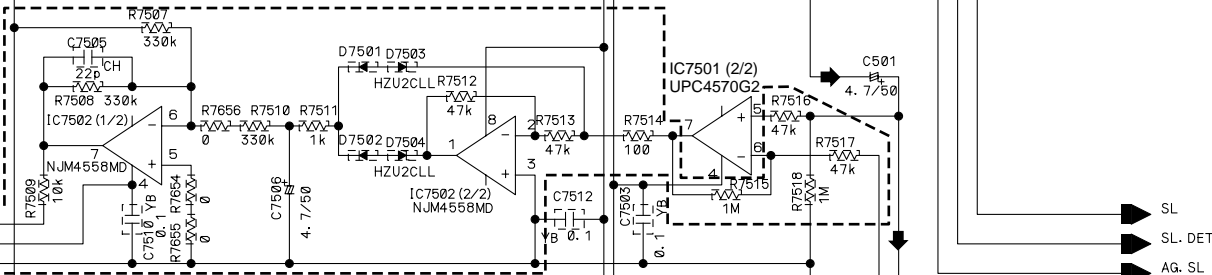 R7507
330k
C7505
CH
22p
R7508 330k
IC7502 (1/2)
6
5
7
4
NJM4558MD
R7509
10k
C7510
0.1
YB
R7654
0
R7655
0
R7656
0
R7510
330k
R7511
1k
C7506
4.7/50
D7501 D7503
HZU2CLL
D7502 D7504
HZU2CLL
R7512
47k
8
2
1
3
IC7502 (2/2)
NJM4558MD
R7513
47k
R7514
100
C7512
YB 0.1
C7503
YB
0.1
IC7501 (2/2)
UPC4570G2
7
5
6
4
R7515
1M
R7516
47k
R7517
47k
R7518
1M
C501
4.7/50
SL
SL.DET
AG.SL